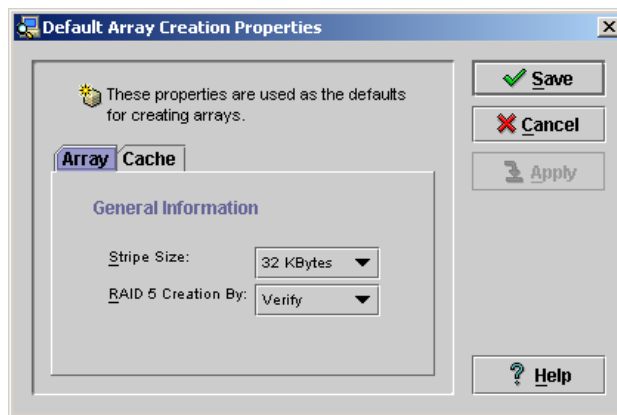 Default Array Creation Properties
These properties are used as the defaults
for creating arrays.
Array Cache
General Information
Stripe Size: 32 KBytes
RAID 5 Creation By: Verify
Save
Cancel
Apply
Help